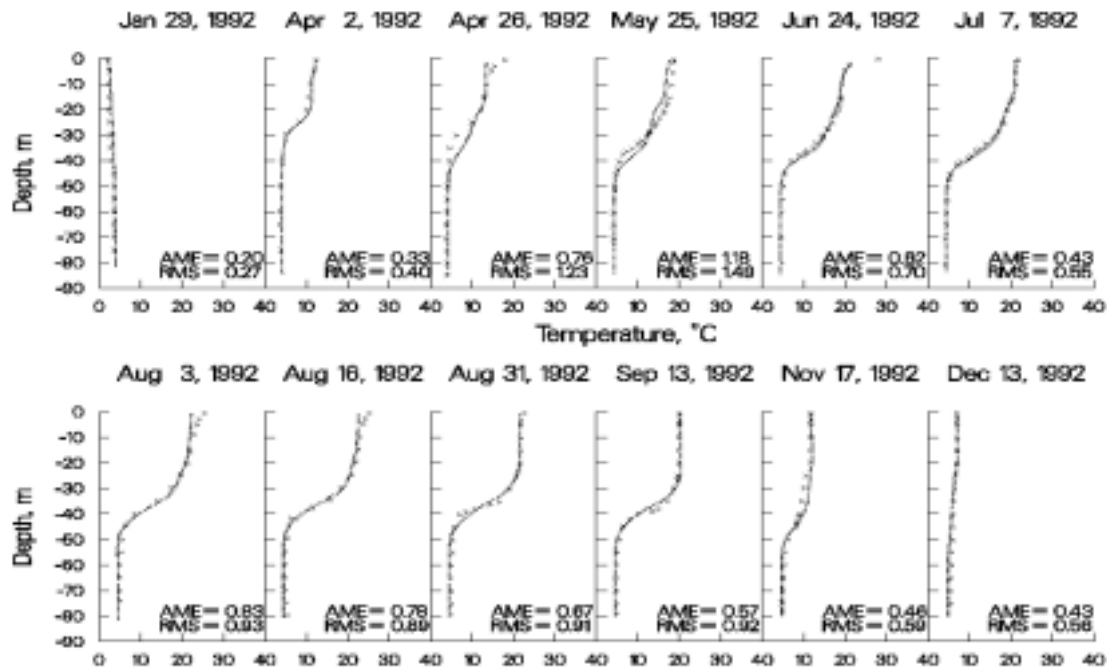 Jan 29, 1992 Apr 2, 1992 Apr 26, 1992 May 25, 1992 Jun 24, 1992 Jul 7, 1992
0
-10
-20
-30
-40
-50
-60
-70
-80
-90
Depth, m
AME = 0.20 AME = 0.33 AME = 0.76 AME = 1.18 AME = 0.43
RMS = 0.27 RMS = 0.40 RMS = 1.23 RMS = 1.49 RMS = 0.70 RMS = 0.55
0 10 20 30 40 10 20 30 40 10 20 30 40 10 20 30 40 10 20 30 40 10 20 30 40
Temperature, °C
Aug 3, 1992 Aug 16, 1992 Aug 31, 1992 Sep 13, 1992 Nov 17, 1992 Dec 13, 1992
0
-10
-20
-30
-40
-50
-60
-70
-80
-90
Depth, m
AME = 0.83 AME = 0.78 AME = 0.67 AME = 0.57 AME = 0.46 AME = 0.43
RMS = 0.93 RMS = 0.89 RMS = 0.91 RMS = 0.92 RMS = 0.59 RMS = 0.56
0 10 20 30 40 10 20 30 40 10 20 30 40 10 20 30 40 10 20 30 40 10 20 30 40